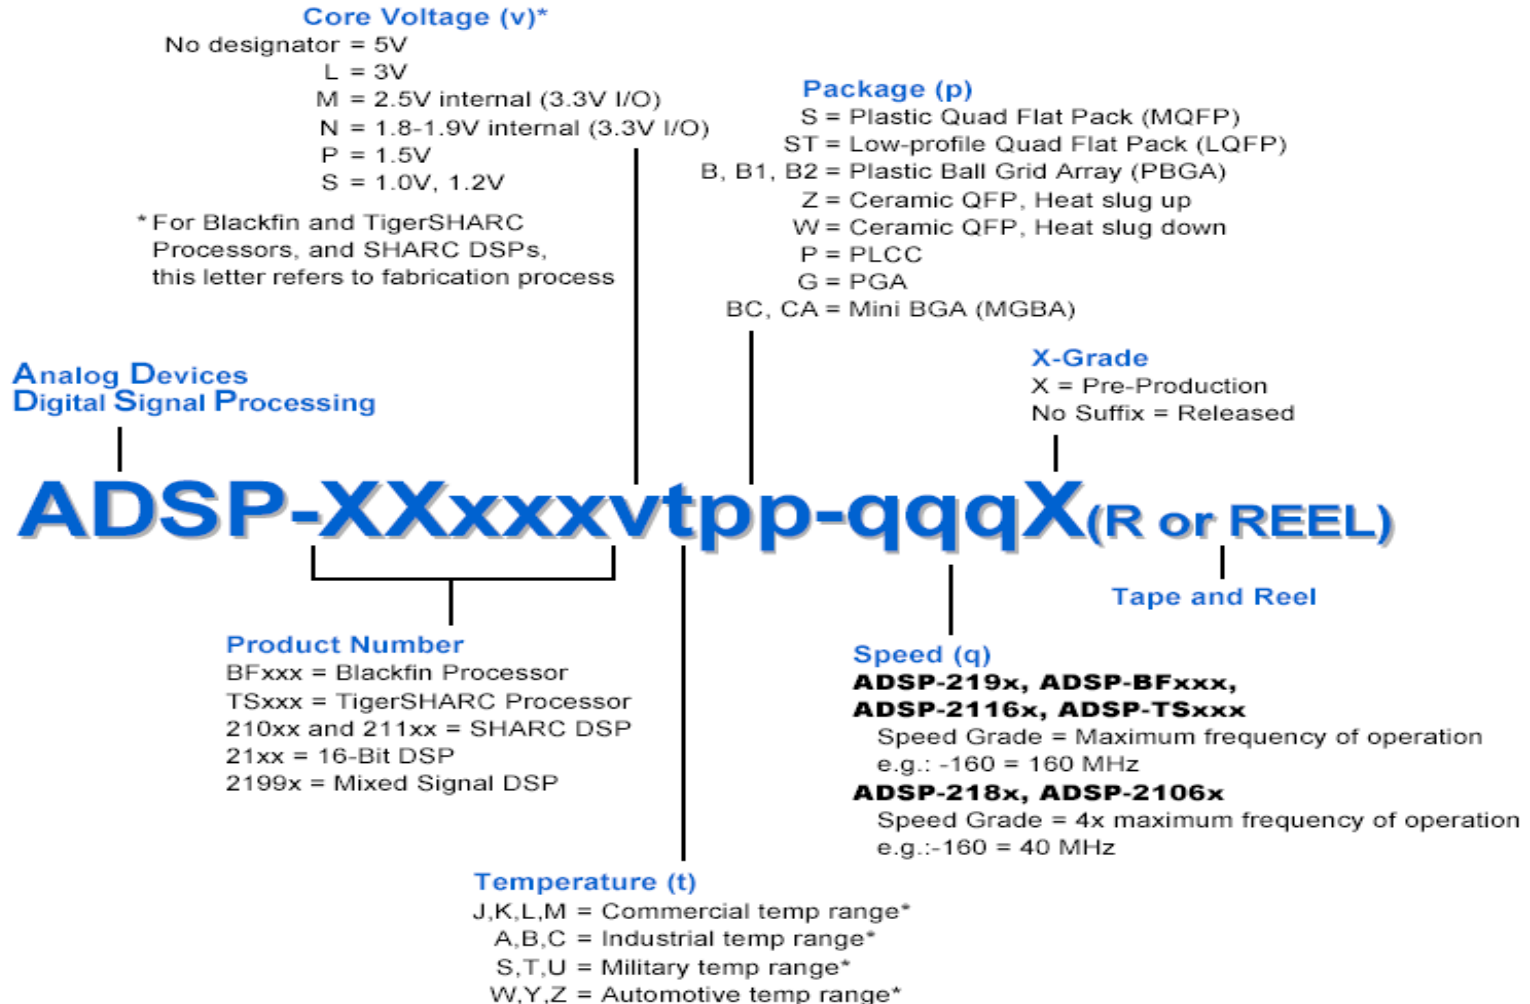 Core Voltage (v)*
No designator = 5V
L = 3V
M = 2.5V internal (3.3V I/O)
N = 1.8-1.9V internal (3.3V I/O)
P = 1.5V
S = 1.0V, 1.2V
* For Blackfin and TigerSHARC
Processors, and SHARC DSPs,
this letter refers to fabrication process
Package (p)
S = Plastic Quad Flat Pack (MQFP)
ST = Low-profile Quad Flat Pack (LQFP)
B, B1, B2 = Plastic Ball Grid Array (PBGA)
Z = Ceramic QFP, Heat slug up
W = Ceramic QFP, Heat slug down
P = PLCC
G = PGA
BC, CA = Mini BGA (MGBA)
X-Grade
X = Pre-Production
No Suffix = Released
Analog Devices
Digital Signal Processing
ADSP-XXxxxxvtpp-qqqX(R or REEL)
Tape and Reel
Product Number
BFxxx = Blackfin Processor
TSxxx = TigerSHARC Processor
210xx and 211xx = SHARC DSP
21xx = 16-Bit DSP
2199x = Mixed Signal DSP
Speed (q)
ADSP-219x, ADSP-BFxxx,
ADSP-2116x, ADSP-TSxxx
Speed Grade = Maximum frequency of operation
e.g.: -160 = 160 MHz
ADSP-218x, ADSP-2106x
Speed Grade = 4x maximum frequency of operation
e.g.:-160 = 40 MHz
Temperature (t)
J,K,L,M = Commercial temp range*
A,B,C = Industrial temp range*
S,T,U = Military temp range*
W,Y,Z = Automotive temp range*